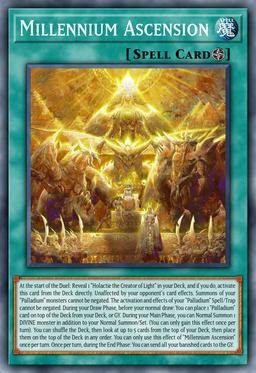 MILLENNIUM ASCENSION
[SPELL CARD]
At the start of the Duel: Reveal 1 "Holactie the Creator of Light" in your Deck, and if you do, activate
this card from the Deck directly. Unaffected by your opponent's card effects. Summons of your
"Palladium" monsters cannot be negated. The activation and effects of your "Palladium" Spell/Trap
cannot be negated. During your Draw Phase, before your normal draw: You can place 1 "Palladium"
card on top of the Deck from your Deck, or GY. During your Main Phase, you can Normal Summon 1
DIVINE monster in addition to your Normal Summon/Set. (You can only gain this effect once per
turn). You can shuffle the Deck, then look at up to 5 cards from the top of your Deck, then place
them on the top of the Deck in any order. You can only use this effect of "Millennium Ascension"
once per turn. Once per turn, during the End Phase: You can send all your banished cards to the GY.